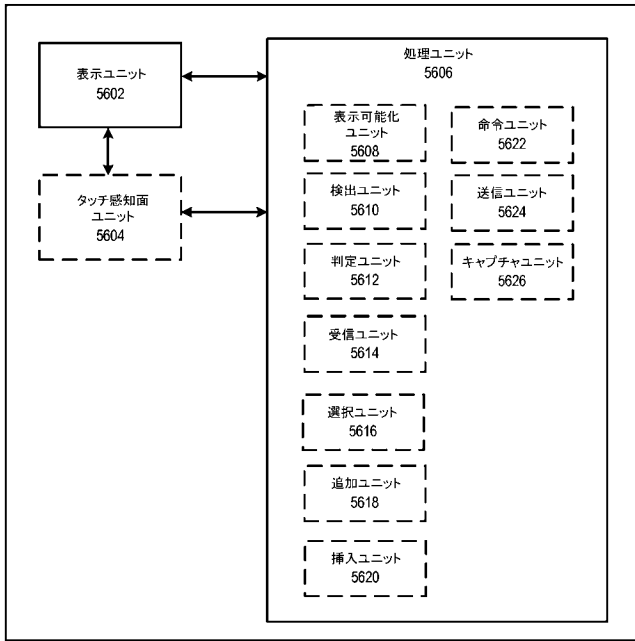 表示ユニット
5602
タッチ感知面
ユニット
5604
処理ユニット
5606
表示可能化
ユニット
5608
検出ユニット
5610
判定ユニット
5612
受信ユニット
5614
選択ユニット
5616
追加ユニット
5618
挿入ユニット
5620
命令ユニット
5622
送信ユニット
5624
キャプチャユニット
5626